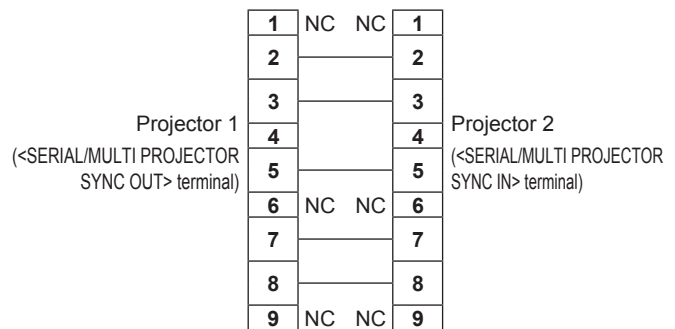 1 NC NC 1
2 2
3 3
Projector 1 Projector 2
4 4
(<SERIAL/MULTI PROJECTOR (<SERIAL/MULTI PROJECTOR
5 5
SYNC OUT> terminal) SYNC IN> terminal)
6 NC NC 6
7 7
8 8
9 NC NC 9